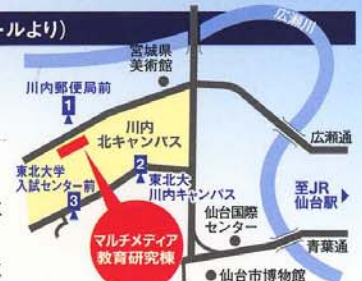 ールより)
広瀬川
宮城県
美術館
川内郵便局前
1
川内
北キャンパス
広瀬通
東北大学
入試センター前
2
東北大
川内キャンパス
至JR
仙台駅
3
仙台国際
センター
マルチメディア
教育研究棟
青葉通
仙台市博物館